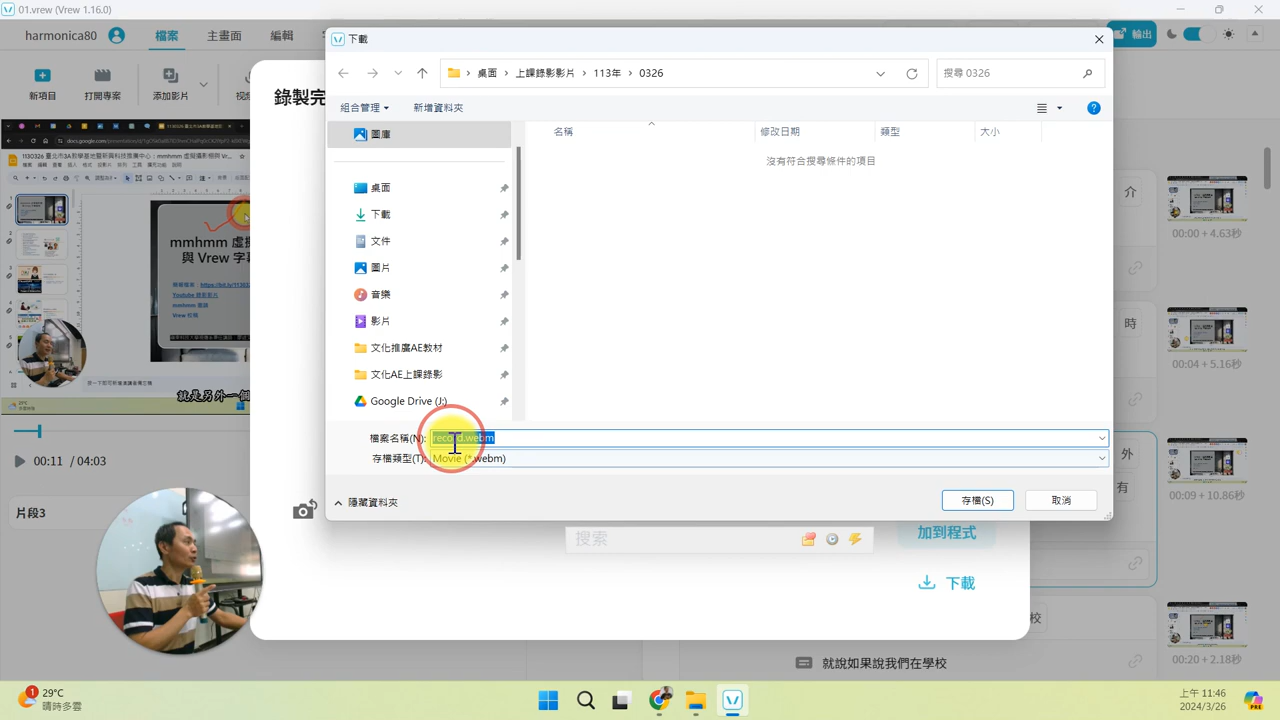 01.vrew (Vrew 1.16.0)
harmonica80
檔案
主畫面
編輯
輸出
新項目
打開專案
添加影片
下載
桌面
上課錄影影片
113年
0326
搜尋 0326
組合管理
新增資料夾
錄製完
圖庫
名稱
修改日期
類型
大小
沒有符合搜尋條件的項目
桌面
下載
文件
圖片
音樂
影片
文化推廣AE教材
文化AE上課錄影
Google Drive (J:)
檔案名稱(N):
record.webm
存檔類型(T):
Movie (*.webm)
隱藏資料夾
存檔(S)
取消
mmhmm 虛擬
與 Vrew 字幕
就是另外一個
00:11 / 04:03
片段3
搜索
加到程式
下載
介
00:00 + 4.63秒
時
00:04 + 5.16秒
外
有
00:09 + 10.86秒
校
00:20 + 2.18秒
就說如果說我們在學校
1
29°C
晴時多雲
上午 11:46
2024/3/26
PRE